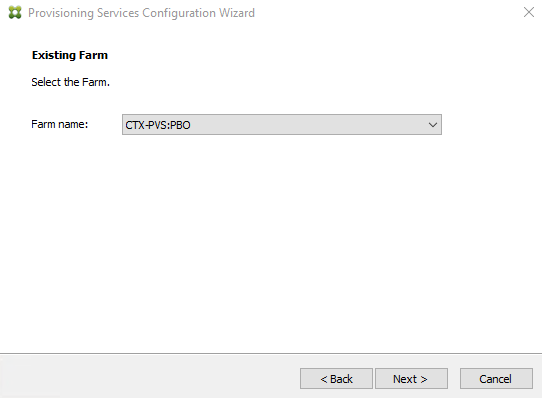 Provisioning Services Configuration Wizard
Existing Farm
Select the Farm.
Farm name: CTX-PVS:PBO
< Back Next > Cancel